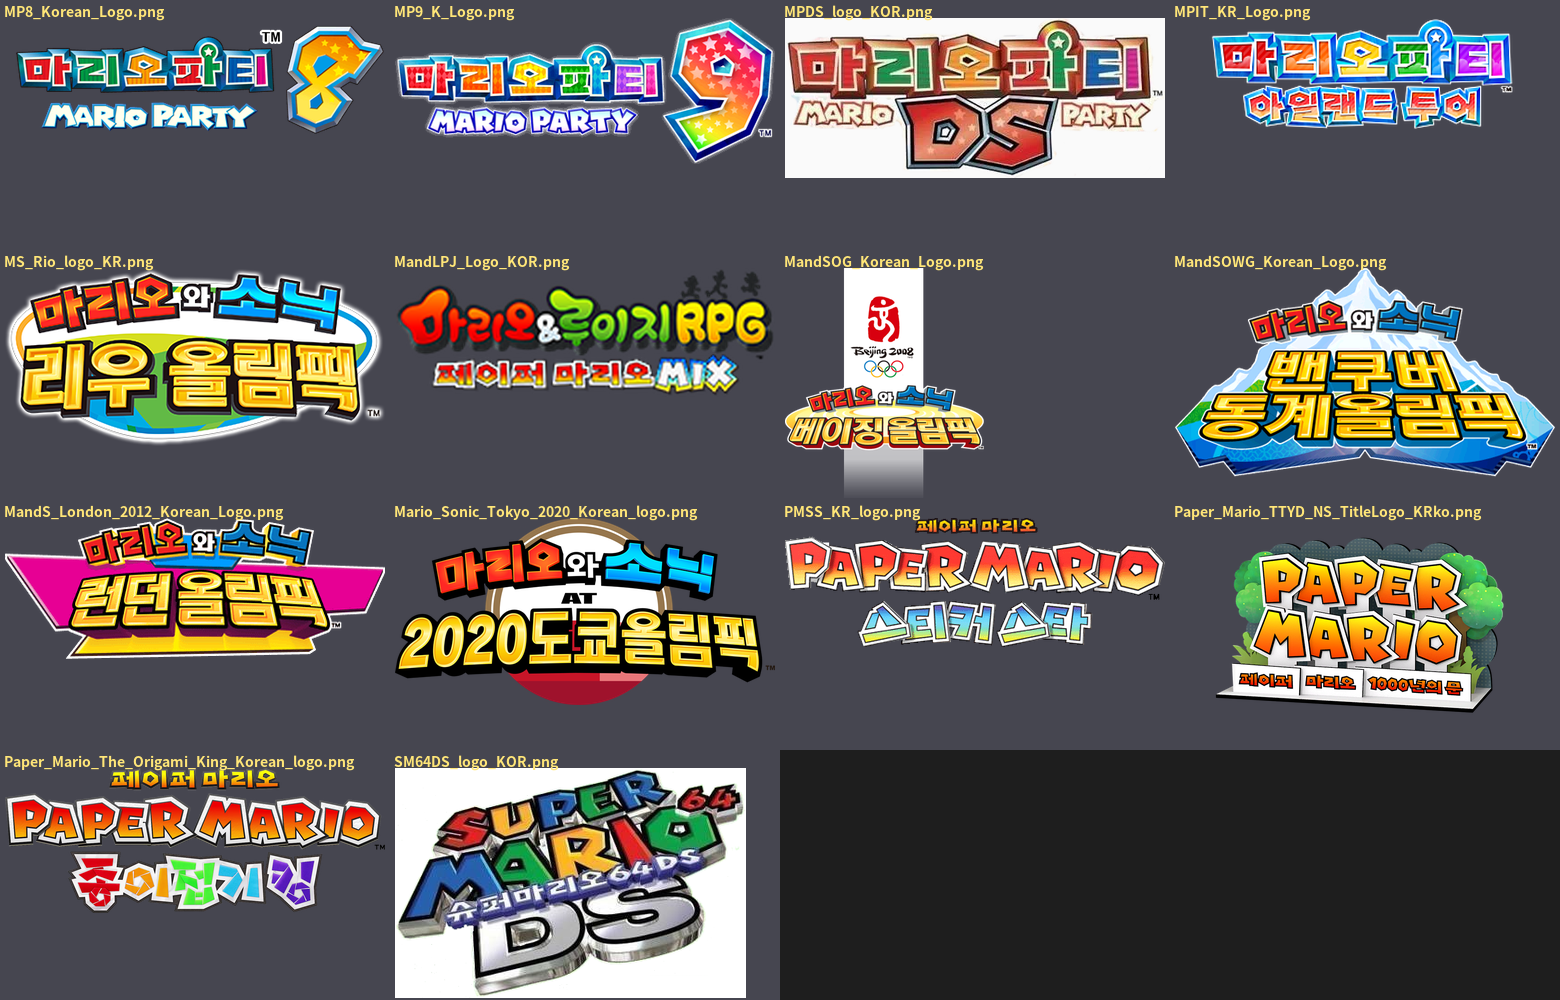 MP8_Korean_Logo.png
마리오파티 8 TM
MARIO PARTY
MP9_K_Logo.png
마리오파티 9
MARIO PARTY TM
MPDS_logo_KOR.png
마리오파티 TM
MARIO DS PARTY
MPIT_KR_Logo.png
마리오파티
아일랜드 투어 TM
MS_Rio_logo_KR.png
마리오와 소닉
리우 올림픽 TM
MandLPJ_Logo_KOR.png
마리오&루이지RPG
페이퍼 마리오MIX
MandSOG_Korean_Logo.png
Beijing 2008
마리오와 소닉
베이징올림픽
MandSOWG_Korean_Logo.png
마리오와 소닉
밴쿠버
동계올림픽 TM
MandS_London_2012_Korean_Logo.png
마리오와 소닉
런던올림픽 TM
Mario_Sonic_Tokyo_2020_Korean_logo.png
마리오와 소닉
AT
2020도쿄올림픽 TM
PMSS_KR_logo.png
페이퍼 마리오
PAPER MARIO TM
스티커 스타
Paper_Mario_TTYD_NS_TitleLogo_KRko.png
PAPER
MARIO
페이퍼 마리오 1000년의 문
Paper_Mario_The_Origami_King_Korean_logo.png
페이퍼 마리오
PAPER MARIO TM
종이접기 킹
SM64DS_logo_KOR.png
SUPER 64
MARIO
슈퍼마리오64DS
DS